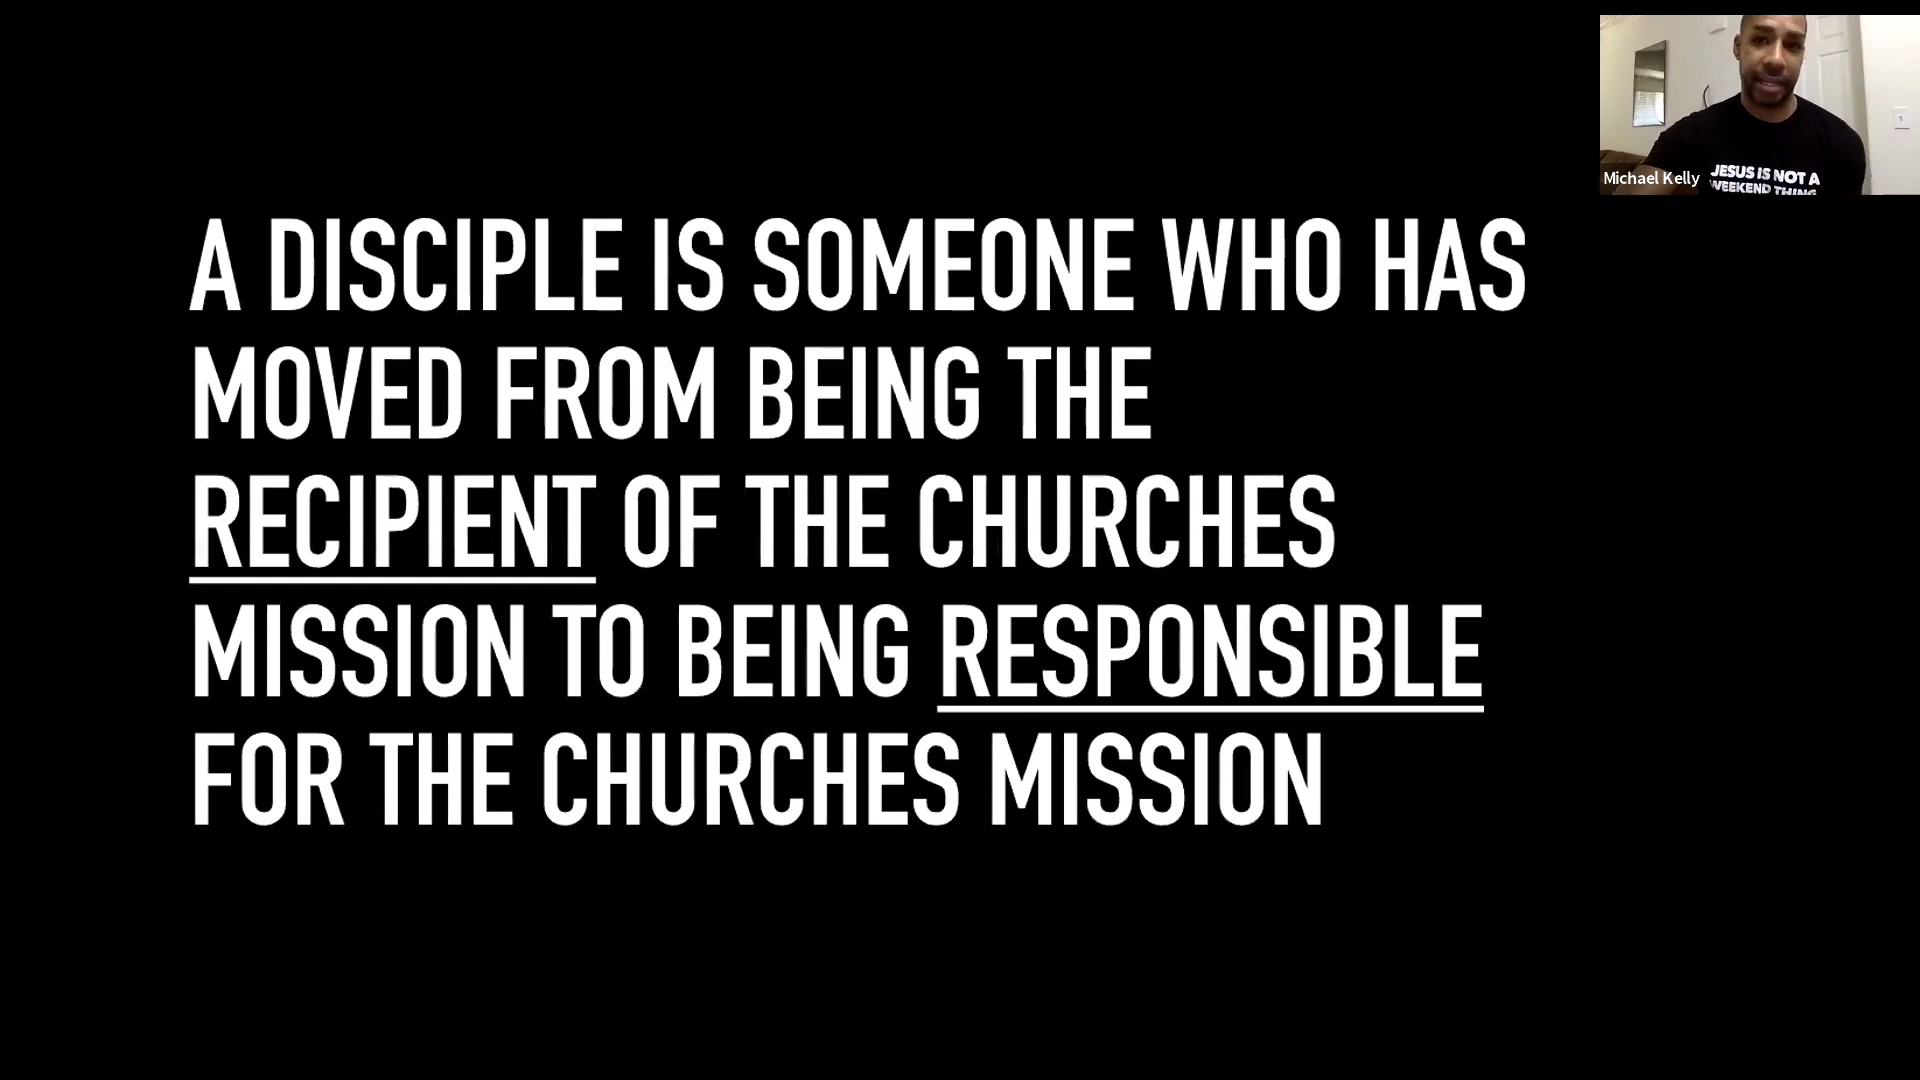 A DISCIPLE IS SOMEONE WHO HAS
MOVED FROM BEING THE
RECIPIENT OF THE CHURCHES
MISSION TO BEING RESPONSIBLE
FOR THE CHURCHES MISSION
Michael Kelly
JESUS IS NOT A
WEEKEND THING